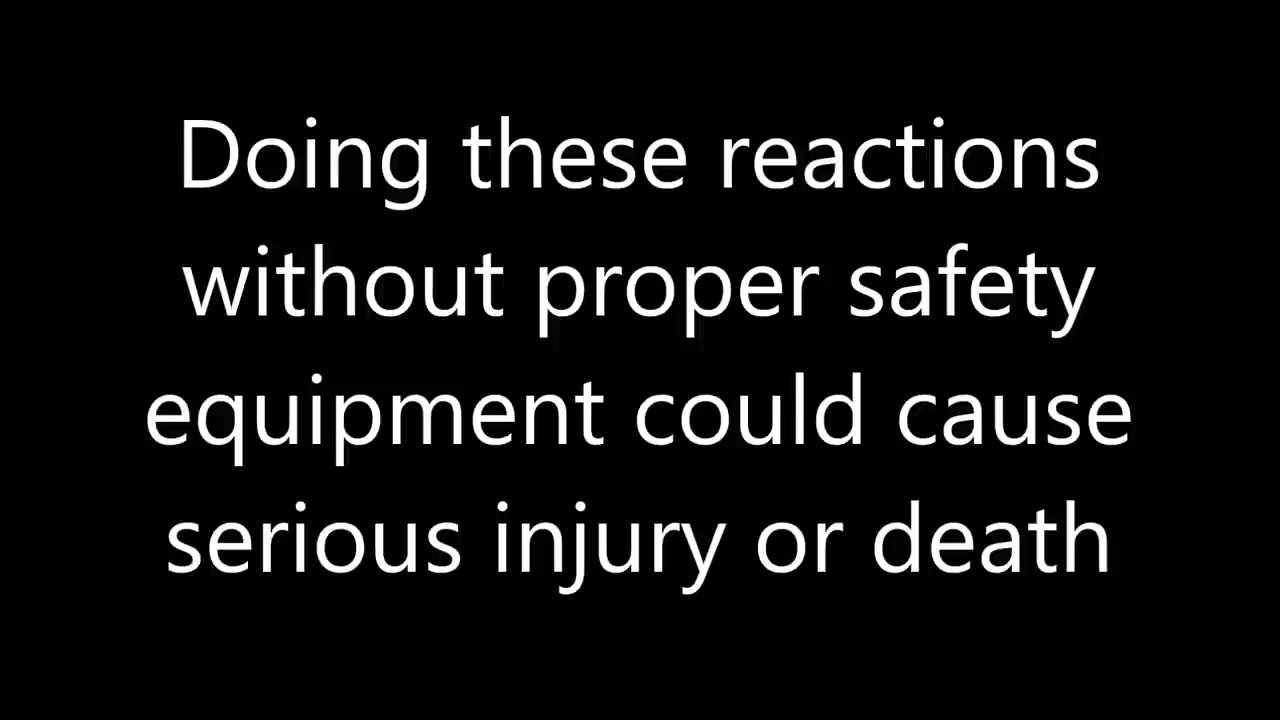 Doing these reactions
without proper safety
equipment could cause
serious injury or death